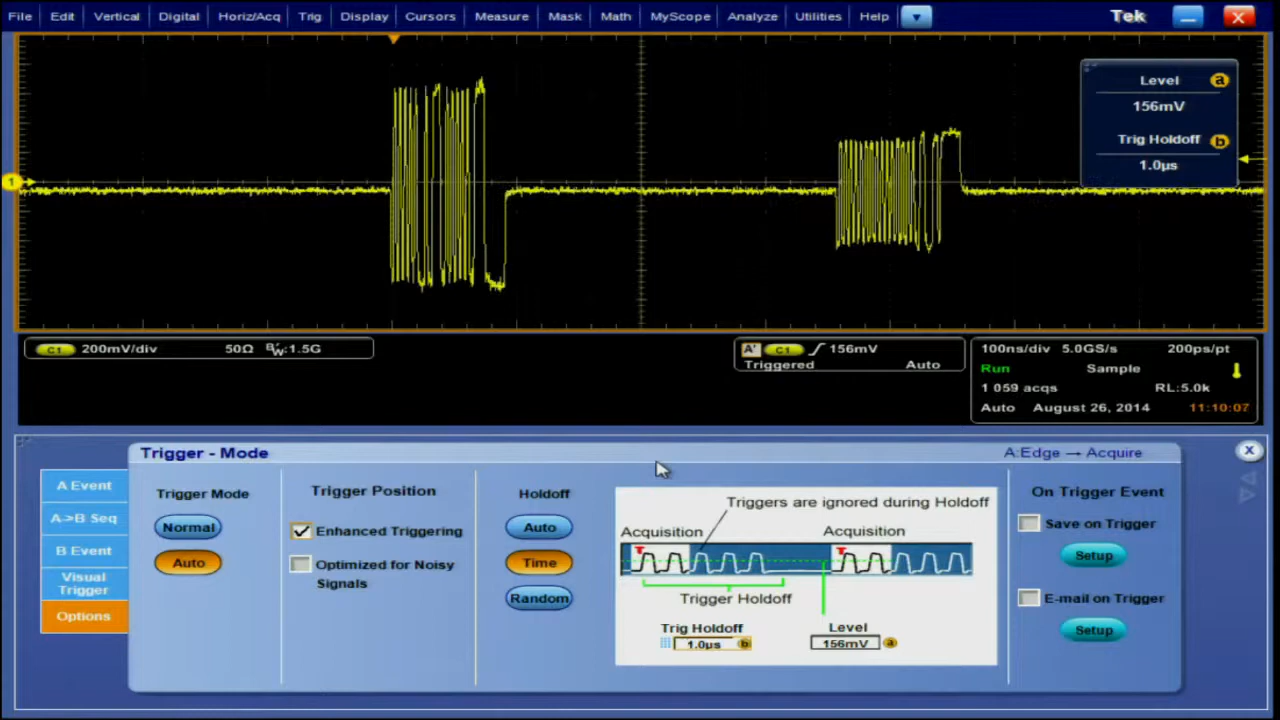 File Edit Vertical Digital Horiz/Acq Trig Display Cursors Measure Mask Math MyScope Analyze Utilities Help Tek X
Level a
156mV
Trig Holdoff b
1.0µs
1
C1 200mV/div 50Ω BW:1.5G
A' C1 156mV
Triggered Auto
100ns/div 5.0GS/s 200ps/pt
Run Sample
1 059 acqs RL:5.0k
Auto August 26, 2014 11:10:07
Trigger - Mode A:Edge → Acquire X
A Event
A->B Seq
B Event
Visual
Trigger
Options
Trigger Mode
Normal
Auto
Trigger Position
Enhanced Triggering
Optimized for Noisy
Signals
Holdoff
Auto
Time
Random
Triggers are ignored during Holdoff
Acquisition Acquisition
T T
Trigger Holdoff
Trig Holdoff Level
1.0µs b 156mV a
On Trigger Event
Save on Trigger
Setup
E-mail on Trigger
Setup